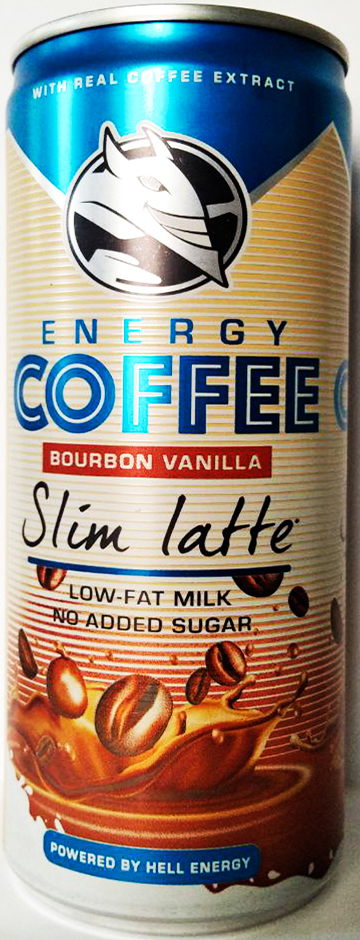 WITH REAL COFFEE EXTRACT
ENERGY
COFFEE
BOURBON VANILLA
Slim latte
LOW-FAT MILK
NO ADDED SUGAR
POWERED BY HELL ENERGY